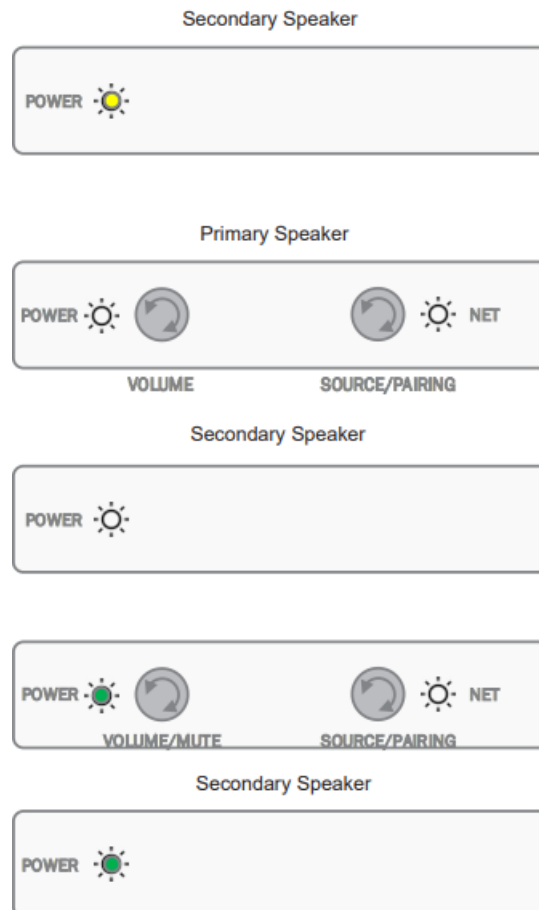 Secondary Speaker
POWER
Primary Speaker
POWER NET
VOLUME SOURCE/PAIRING
Secondary Speaker
POWER
POWER NET
VOLUME/MUTE SOURCE/PAIRING
Secondary Speaker
POWER